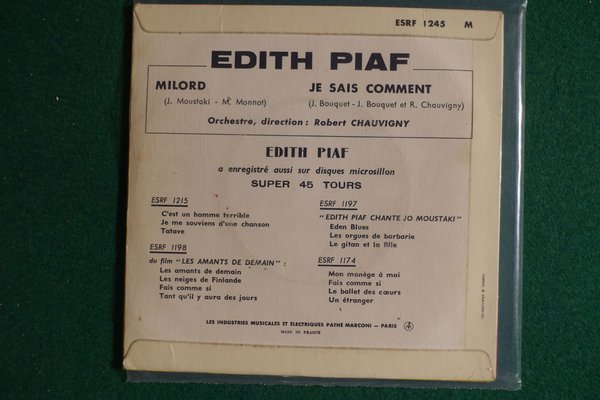 ESRF 1245 M
EDITH PIAF
MILORD
(J. Moustaki - M. Monnot)
JE SAIS COMMENT
(J. Bouquet - J. Bouquet et R. Chauvigny)
Orchestre, direction : Robert CHAUVIGNY
EDITH PIAF
a enregistré aussi sur disques microsillon
SUPER 45 TOURS
ESRF 1215
C'est un homme terrible
Je me souviens d'une chanson
Tatave
ESRF 1198
du film "LES AMANTS DE DEMAIN" :
Les amants de demain
Les neiges de Finlande
Fais comme si
Tant qu'il y aura des jours
ESRF 1197
"EDITH PIAF CHANTE JO MOUSTAKI"
Eden Blues
Les orgues de barbarie
Le gitan et la fille
ESRF 1174
Mon manège à moi
Fais comme si
Le ballet des cœurs
Un étranger
LES INDUSTRIES MUSICALES ET ELECTRIQUES PATHÉ MARCONI - PARIS
MADE IN FRANCE